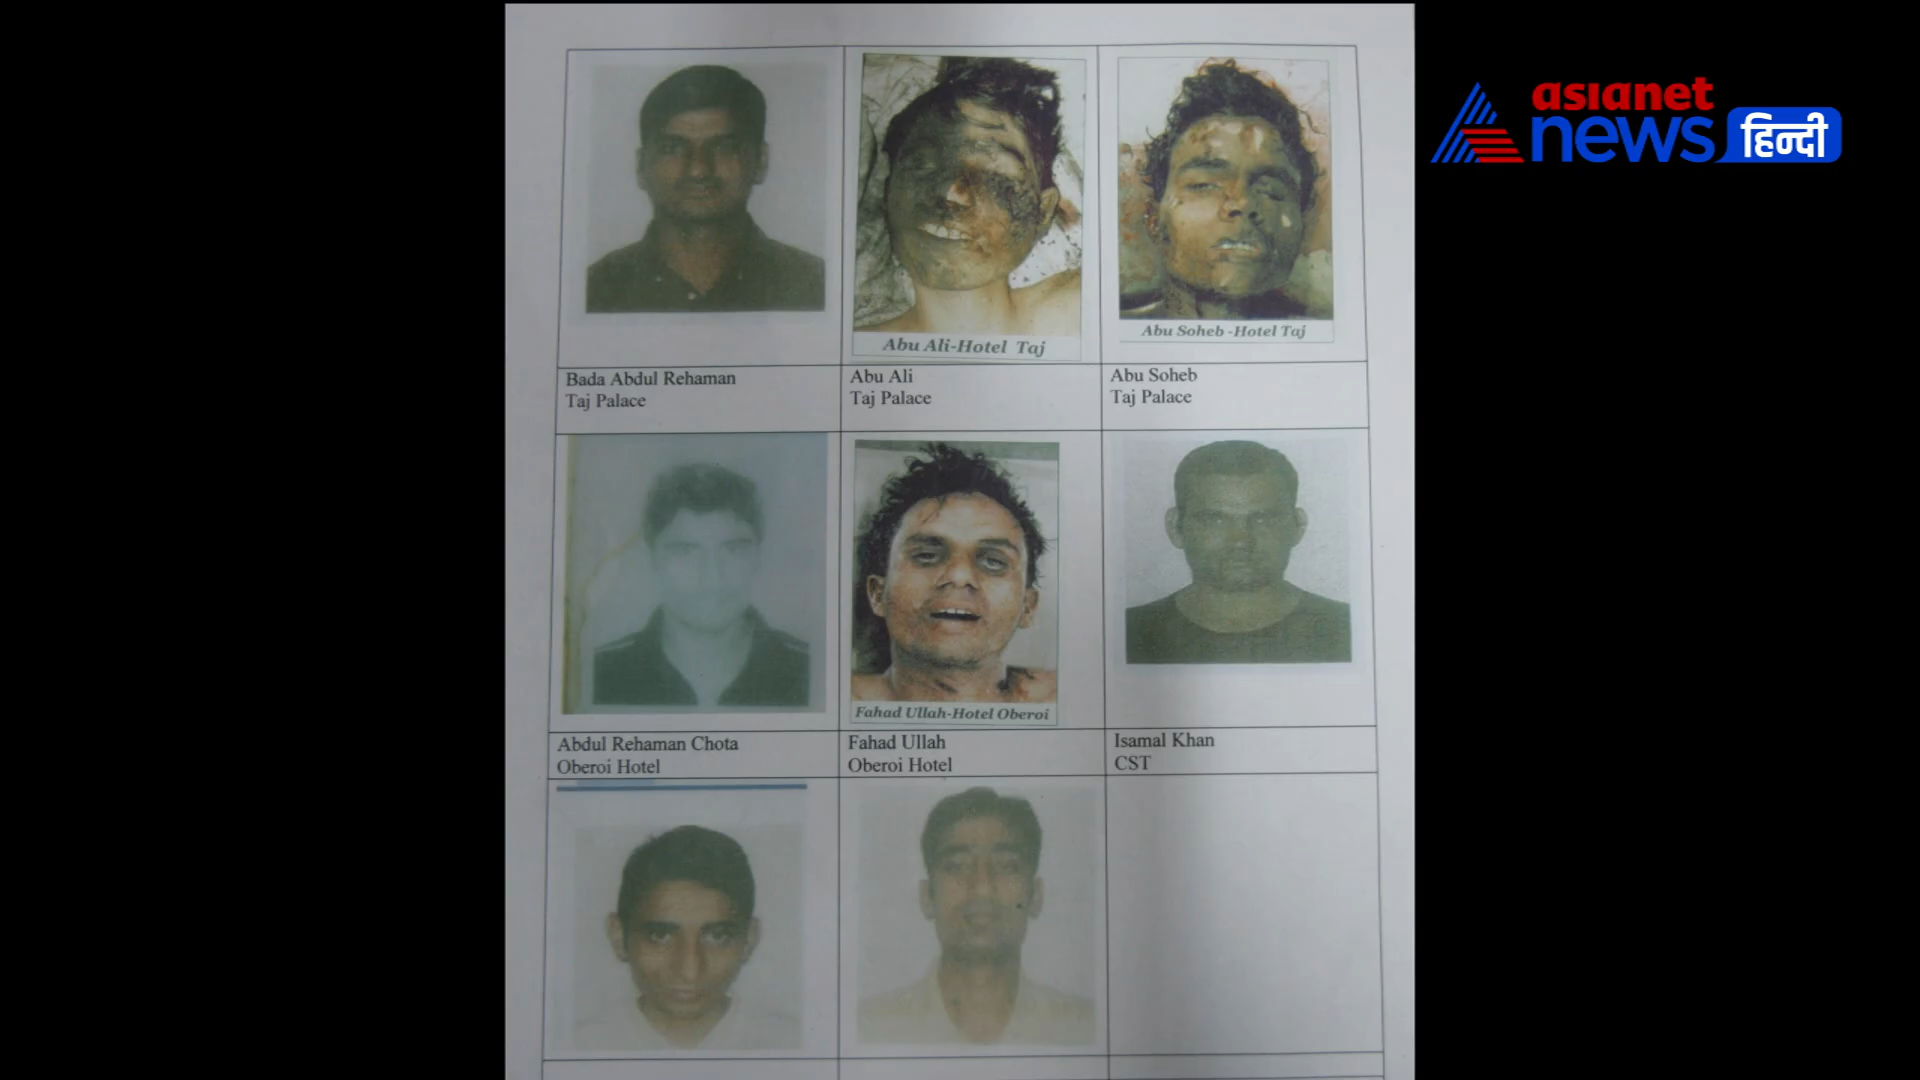 asianet
news हिन्दी
Abu Ali-Hotel Taj
Abu Soheb -Hotel Taj
Bada Abdul Rehaman
Taj Palace
Abu Ali
Taj Palace
Abu Soheb
Taj Palace
Fahad Ullah-Hotel Oberoi
Abdul Rehaman Chota
Oberoi Hotel
Fahad Ullah
Oberoi Hotel
Isamal Khan
CST